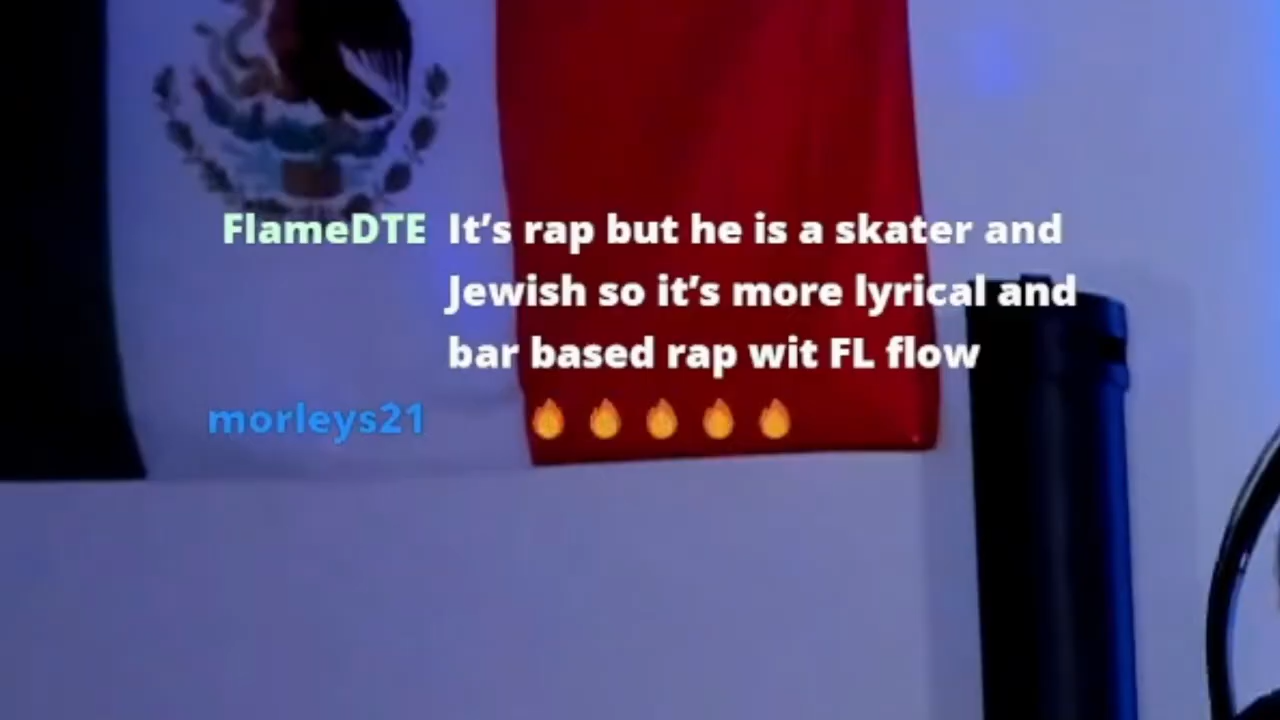 FlameDTE It’s rap but he is a skater and
Jewish so it’s more lyrical and
bar based rap wit FL flow
morleys21 🔥 🔥 🔥 🔥 🔥